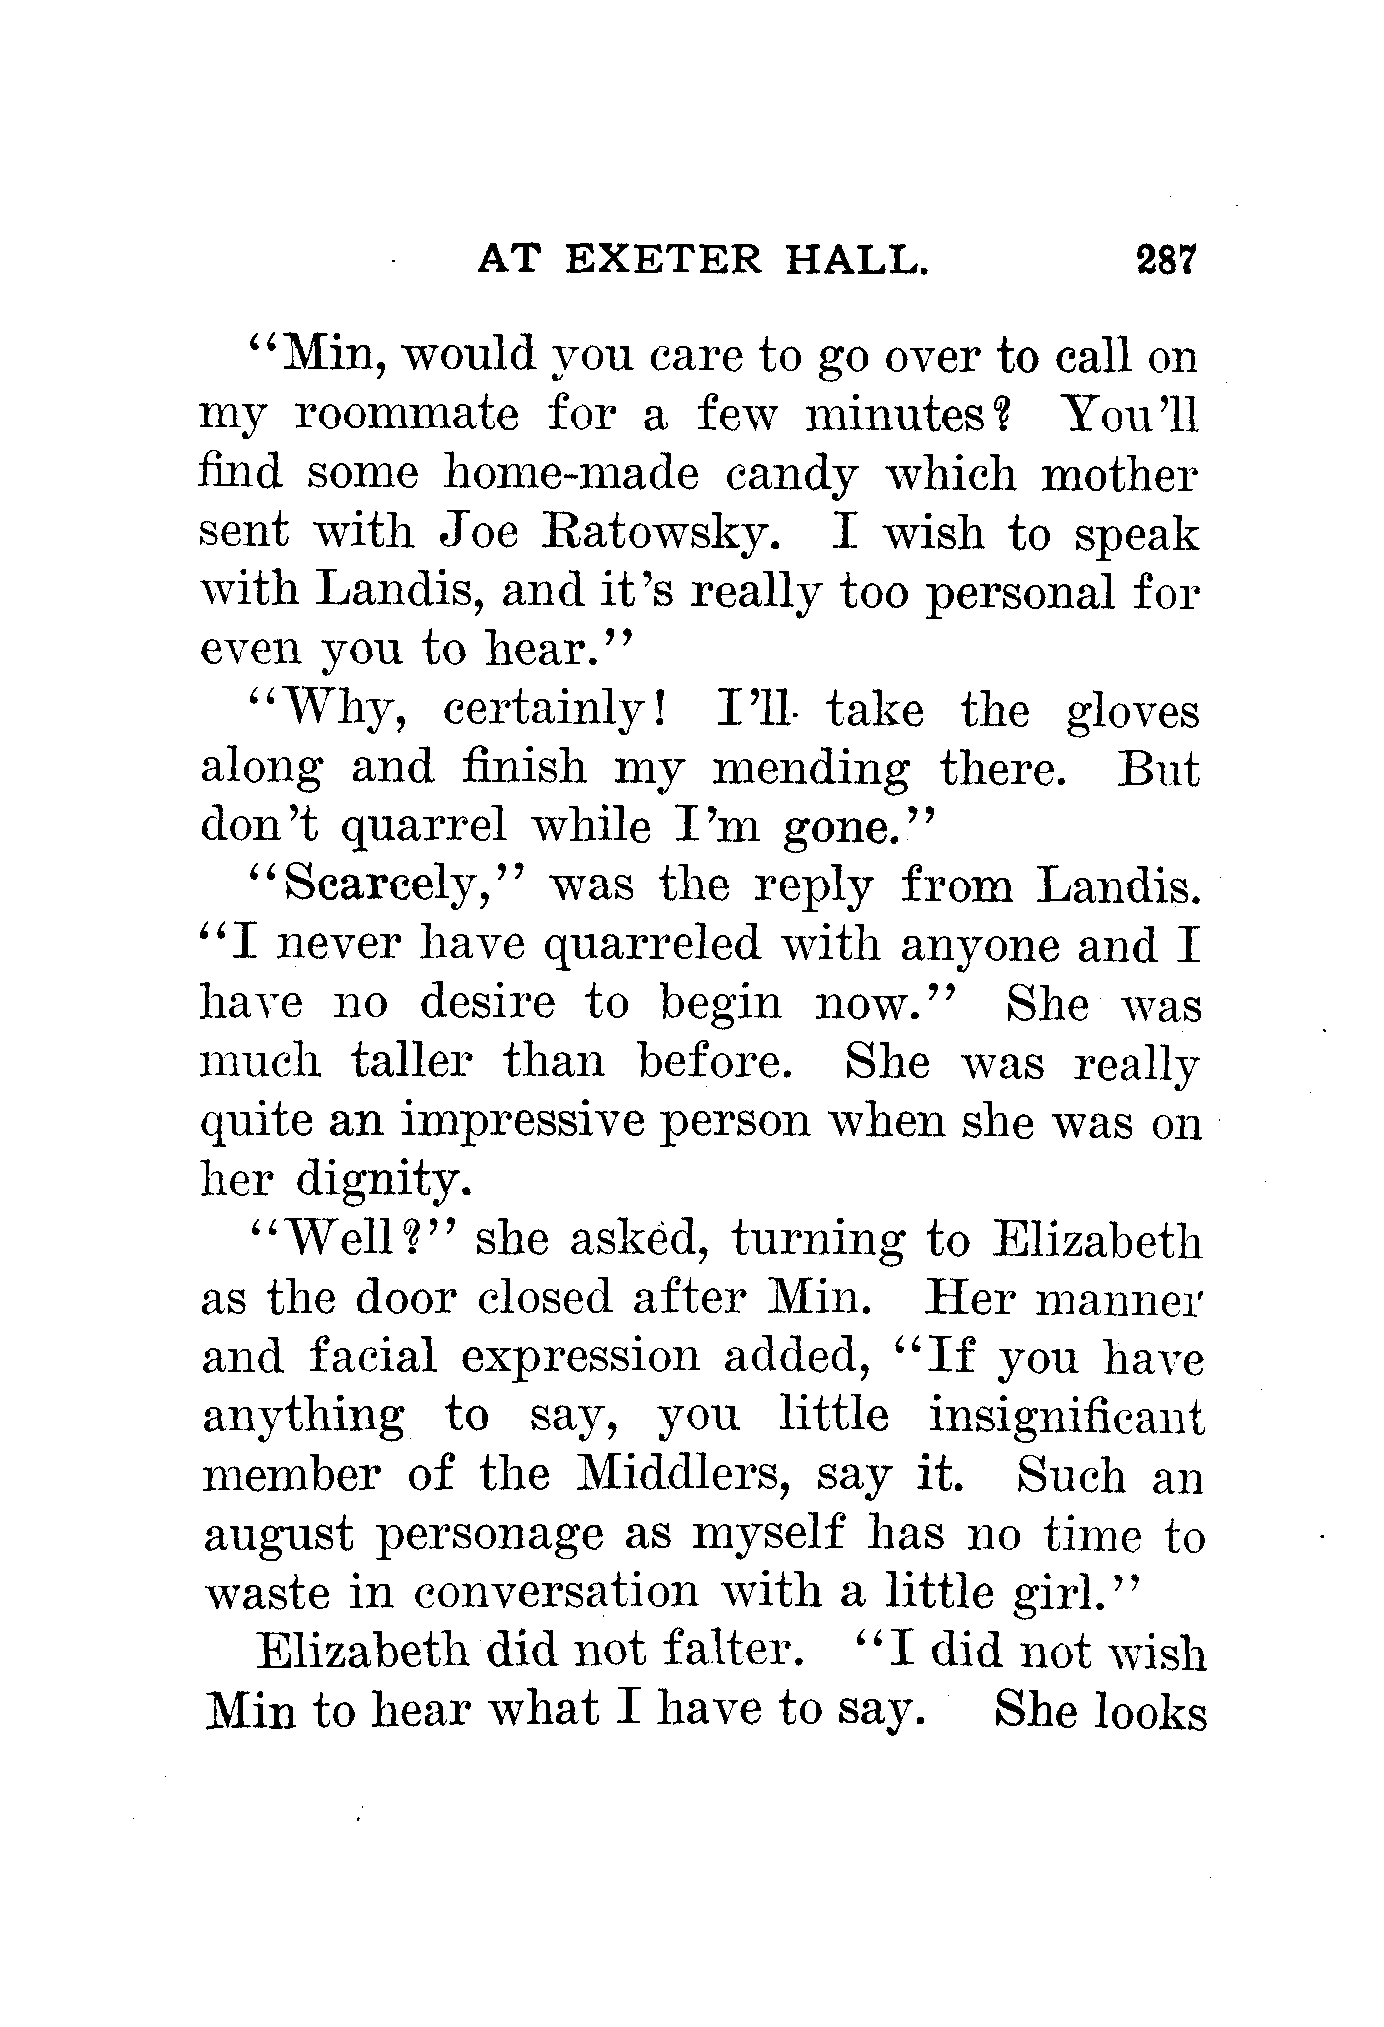 AT EXETER HALL. 287
“Min, would you care to go over to call on
my roommate for a few minutes? You’ll
find some home-made candy which mother
sent with Joe Ratowsky. I wish to speak
with Landis, and it’s really too personal for
even you to hear.”
“Why, certainly! I’ll take the gloves
along and finish my mending there. But
don’t quarrel while I’m gone.”
“Scarcely,” was the reply from Landis.
“I never have quarreled with anyone and I
have no desire to begin now.” She was
much taller than before. She was really
quite an impressive person when she was on
her dignity.
“Well?” she asked, turning to Elizabeth
as the door closed after Min. Her manner
and facial expression added, “If you have
anything to say, you little insignificant
member of the Middlers, say it. Such an
august personage as myself has no time to
waste in conversation with a little girl.”
Elizabeth did not falter. “I did not wish
Min to hear what I have to say. She looks